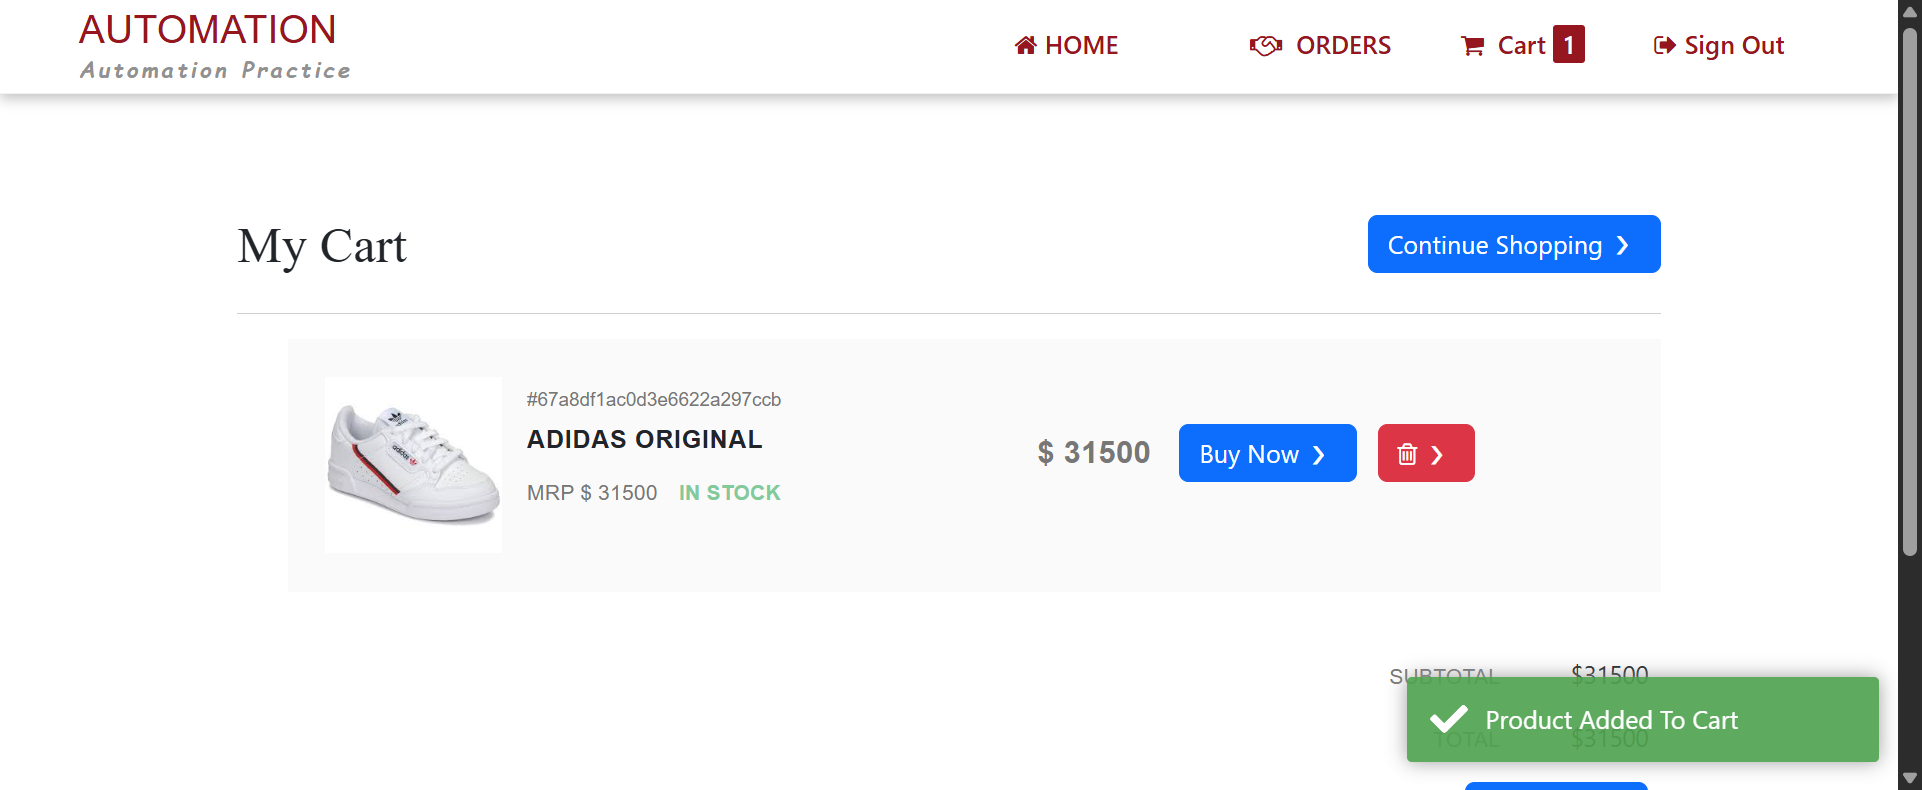 AUTOMATION
Automation Practice
HOME
ORDERS
Cart 1
Sign Out
My Cart
Continue Shopping ❯
#67a8df1ac0d3e6622a297ccb
ADIDAS ORIGINAL
MRP $ 31500 IN STOCK
adidas
$ 31500
Buy Now ❯
❯
SUBTOTAL $31500
Product Added To Cart
TOTAL $31500